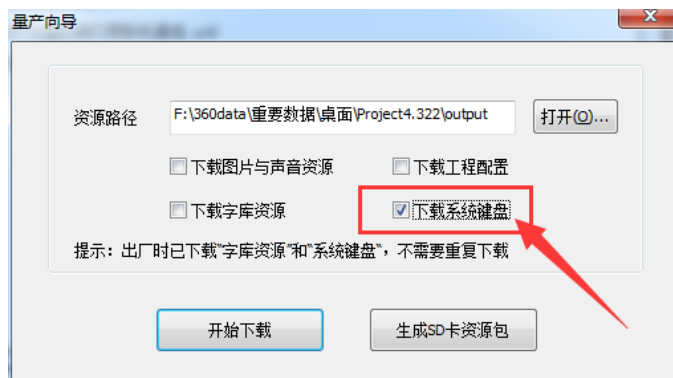 量产向导
资源路径 F:\360data\重要数据\桌面\Project4.322\output 打开(O)...
下载图片与声音资源 下载工程配置
下载字库资源 下载系统键盘
提示：出厂时已下载"字库资源"和"系统键盘"，不需要重复下载
开始下载 生成SD卡资源包